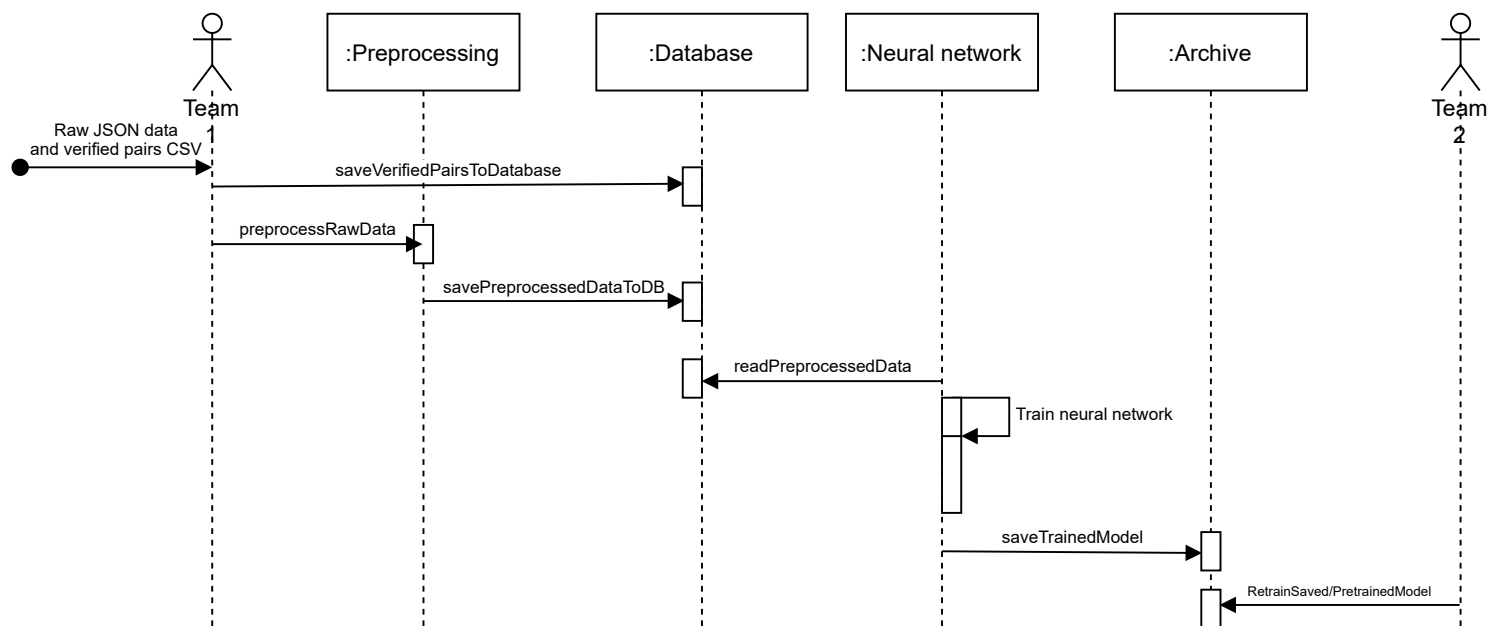 :Preprocessing
:Database
:Neural network
:Archive
Team
1
Team
2
Raw JSON data
and verified pairs CSV
saveVerifiedPairsToDatabase
preprocessRawData
savePreprocessedDataToDB
readPreprocessedData
Train neural network
saveTrainedModel
RetrainSaved/PretrainedModel